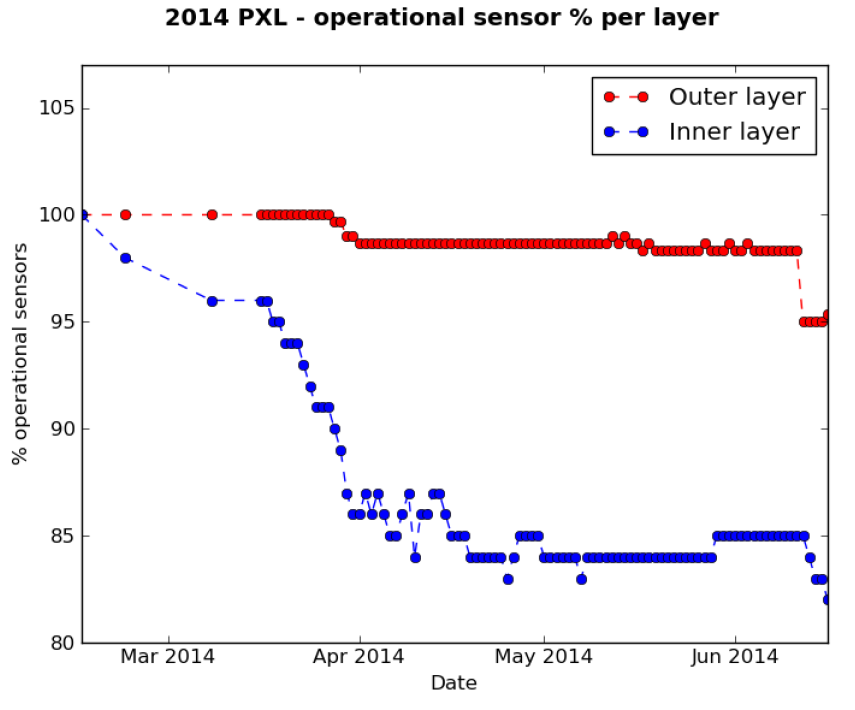 2014 PXL - operational sensor % per layer
Outer layer
Inner layer
% operational sensors
105
100
95
90
85
80
Mar 2014
Apr 2014
May 2014
Jun 2014
Date